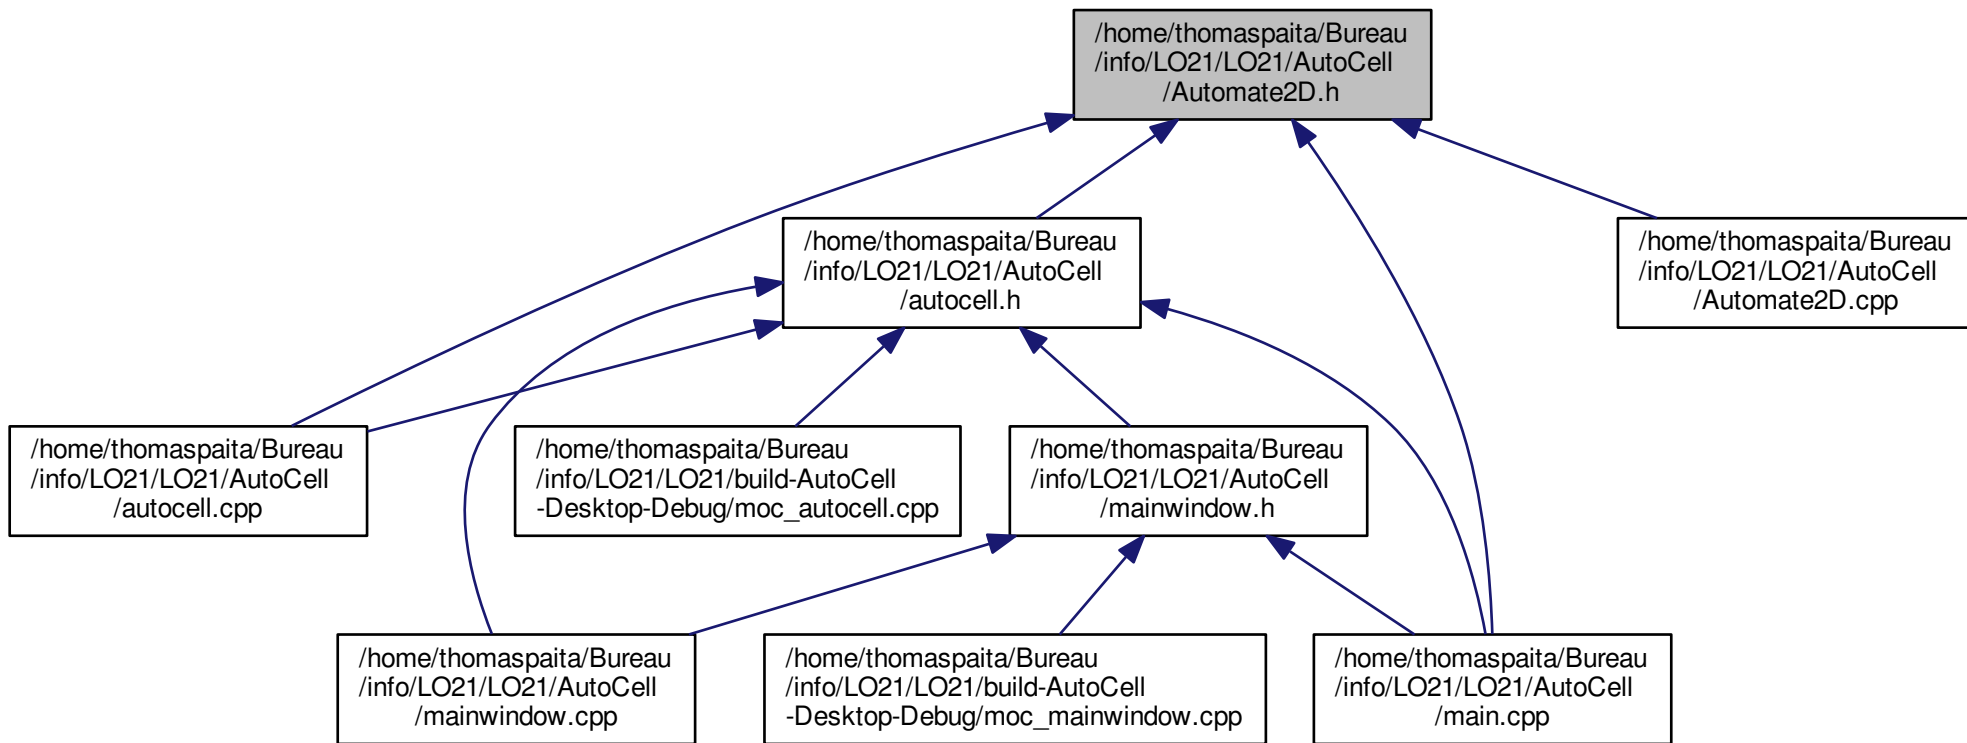 /home/thomaspaita/Bureau
/info/LO21/LO21/AutoCell
/Automate2D.h
/home/thomaspaita/Bureau
/info/LO21/LO21/AutoCell
/autocell.h
/home/thomaspaita/Bureau
/info/LO21/LO21/AutoCell
/Automate2D.cpp
/home/thomaspaita/Bureau
/info/LO21/LO21/AutoCell
/autocell.cpp
/home/thomaspaita/Bureau
/info/LO21/LO21/build-AutoCell
-Desktop-Debug/moc_autocell.cpp
/home/thomaspaita/Bureau
/info/LO21/LO21/AutoCell
/mainwindow.h
/home/thomaspaita/Bureau
/info/LO21/LO21/AutoCell
/mainwindow.cpp
/home/thomaspaita/Bureau
/info/LO21/LO21/build-AutoCell
-Desktop-Debug/moc_mainwindow.cpp
/home/thomaspaita/Bureau
/info/LO21/LO21/AutoCell
/main.cpp